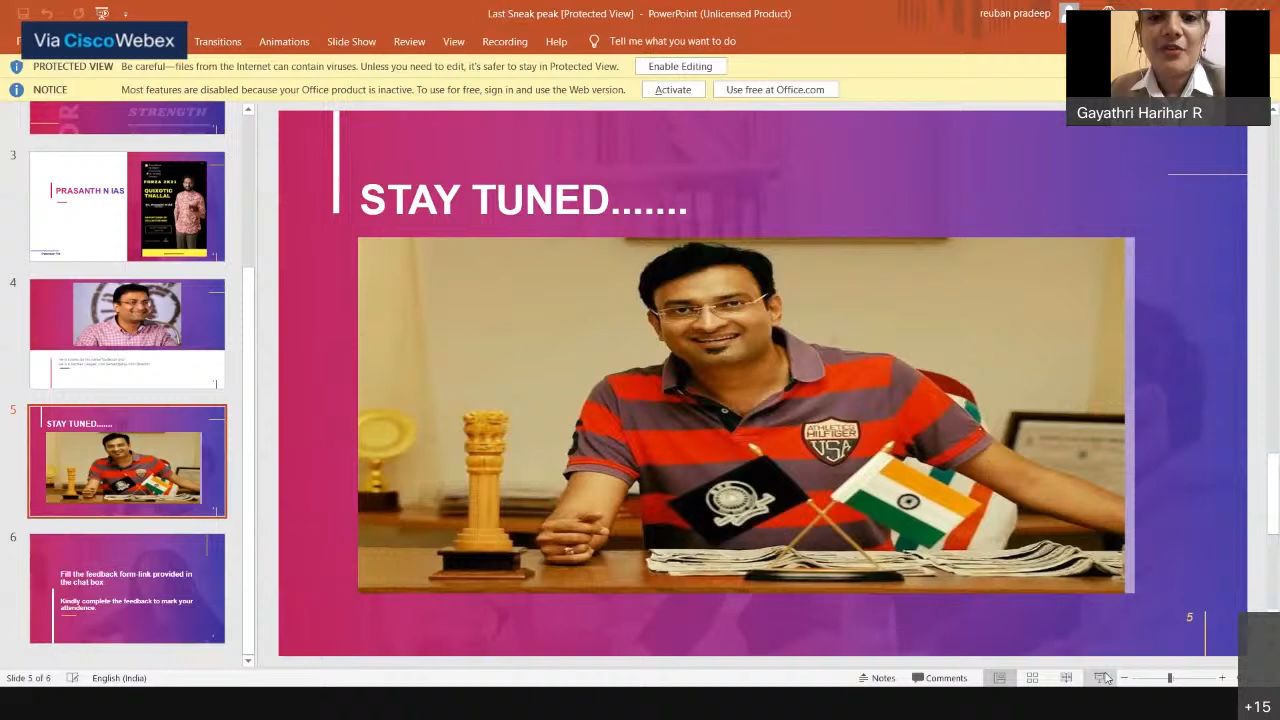 Last Sneak peak [Protected View] - PowerPoint (Unlicensed Product)
reuban pradeep
Via CiscoWebex
Transitions Animations Slide Show Review View Recording Help Tell me what you want to do
PROTECTED VIEW Be careful—files from the Internet can contain viruses. Unless you need to edit, it's safer to stay in Protected View. Enable Editing
NOTICE Most features are disabled because your Office product is inactive. To use for free, sign in and use the Web version. Activate Use free at Office.com
Gayathri Harihar R
STRENGTH
3
PRASANTH N IAS
FORZA 2K21
QUIXOTIC
THALLAL
4
5
STAY TUNED.......
6
Fill the feedback form link provided in
the chat box
Kindly complete the feedback to mark your
attendence.
STAY TUNED.......
ATHLETICS
HILFIGER
USA
5
Slide 5 of 6 English (India) Notes Comments
+15